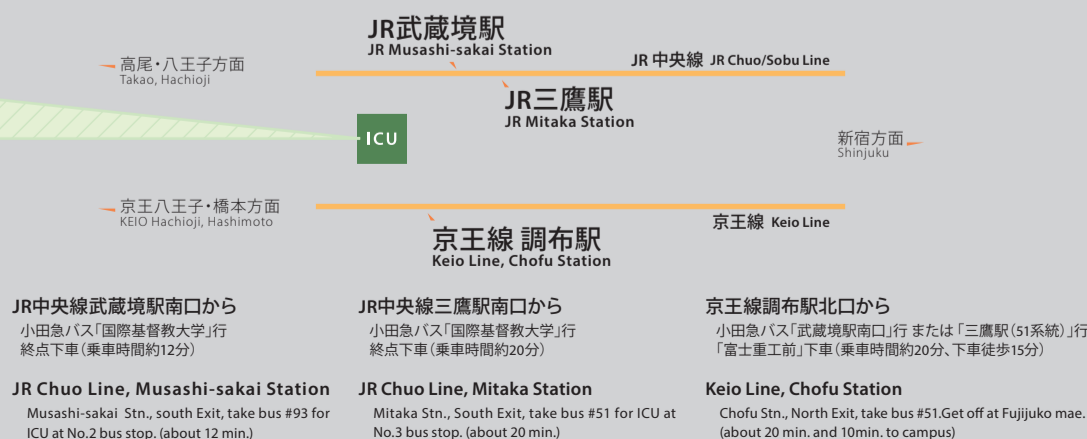 JR武蔵境駅
JR Musashi-sakai Station
高尾・八王子方面
Takao, Hachioji
JR 中央線 JR Chuo/Sobu Line
JR三鷹駅
JR Mitaka Station
ICU
新宿方面
Shinjuku
京王八王子・橋本方面
KEIO Hachioji, Hashimoto
京王線 Keio Line
京王線 調布駅
Keio Line, Chofu Station
JR中央線武蔵境駅南口から
小田急バス「国際基督教大学」行
終点下車（乗車時間約12分）
JR Chuo Line, Musashi-sakai Station
Musashi-sakai Stn., south Exit, take bus #93 for
ICU at No.2 bus stop. (about 12 min.)
JR中央線三鷹駅南口から
小田急バス「国際基督教大学」行
終点下車（乗車時間約20分）
JR Chuo Line, Mitaka Station
Mitaka Stn., South Exit, take bus #51 for ICU at
No.3 bus stop. (about 20 min.)
京王線調布駅北口から
小田急バス「武蔵境駅南口」行 または 「三鷹駅（51系統）」行
「富士重工前」下車（乗車時間約20分、下車徒歩15分）
Keio Line, Chofu Station
Chofu Stn., North Exit, take bus #51.Get off at Fujijuko mae.
(about 20 min. and 10min. to campus)